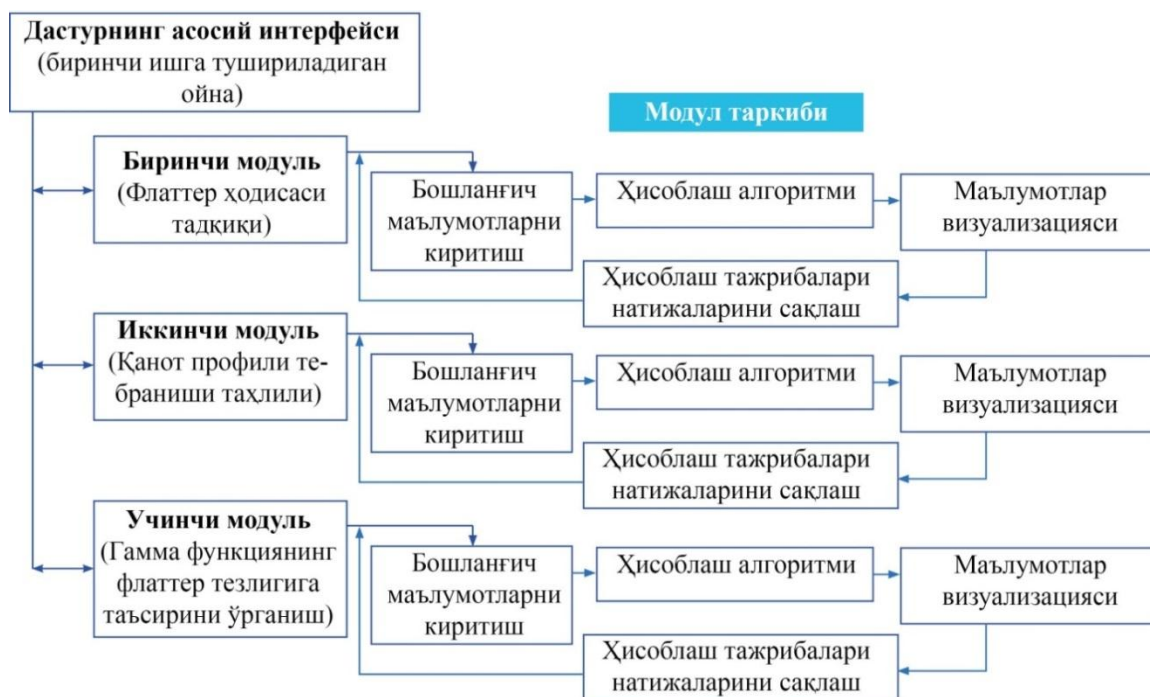 Дастурнинг асосий интерфейси
(биринчи ишга тушириладиган
ойна)
Модул таркиби
Биринчи модуль
(Флаттер ҳодисаси
тадқиқи)
Бошланғич
маълумотларни
киритиш
Ҳисоблаш алгоритми
Маълумотлар
визуализацияси
Ҳисоблаш тажрибалари
натижаларини сақлаш
Иккинчи модуль
(Қанот профили те-
браниши таҳлили)
Бошланғич
маълумотларни
киритиш
Ҳисоблаш алгоритми
Маълумотлар
визуализацияси
Ҳисоблаш тажрибалари
натижаларини сақлаш
Учинчи модуль
(Гамма функциянинг
флаттер тезлигига
таъсирини ўрганиш)
Бошланғич
маълумотларни
киритиш
Ҳисоблаш алгоритми
Маълумотлар
визуализацияси
Ҳисоблаш тажрибалари
натижаларини сақлаш